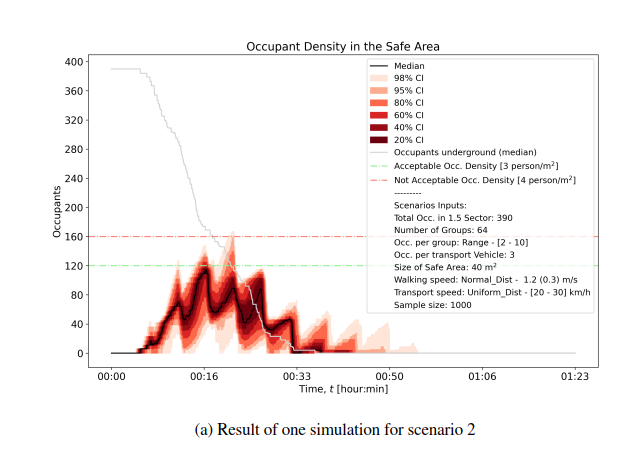 Occupant Density in the Safe Area
Occupants
400
360
320
280
240
200
160
120
80
40
0
Median
98% CI
95% CI
80% CI
60% CI
40% CI
20% CI
Occupants underground (median)
Acceptable Occ. Density [3 person/m²]
Not Acceptable Occ. Density [4 person/m²]
---------
Scenarios Inputs:
Total Occ. in 1.5 Sector: 390
Number of Groups: 64
Occ. per group: Range - [2 - 10]
Occ. per transport Vehicle: 3
Size of Safe Area: 40 m²
Walking speed: Normal_Dist - 1.2 (0.3) m/s
Transport speed: Uniform_Dist - [20 - 30] km/h
Sample size: 1000
00:00 00:16 00:33 00:50 01:06 01:23
Time, t [hour:min]
(a) Result of one simulation for scenario 2